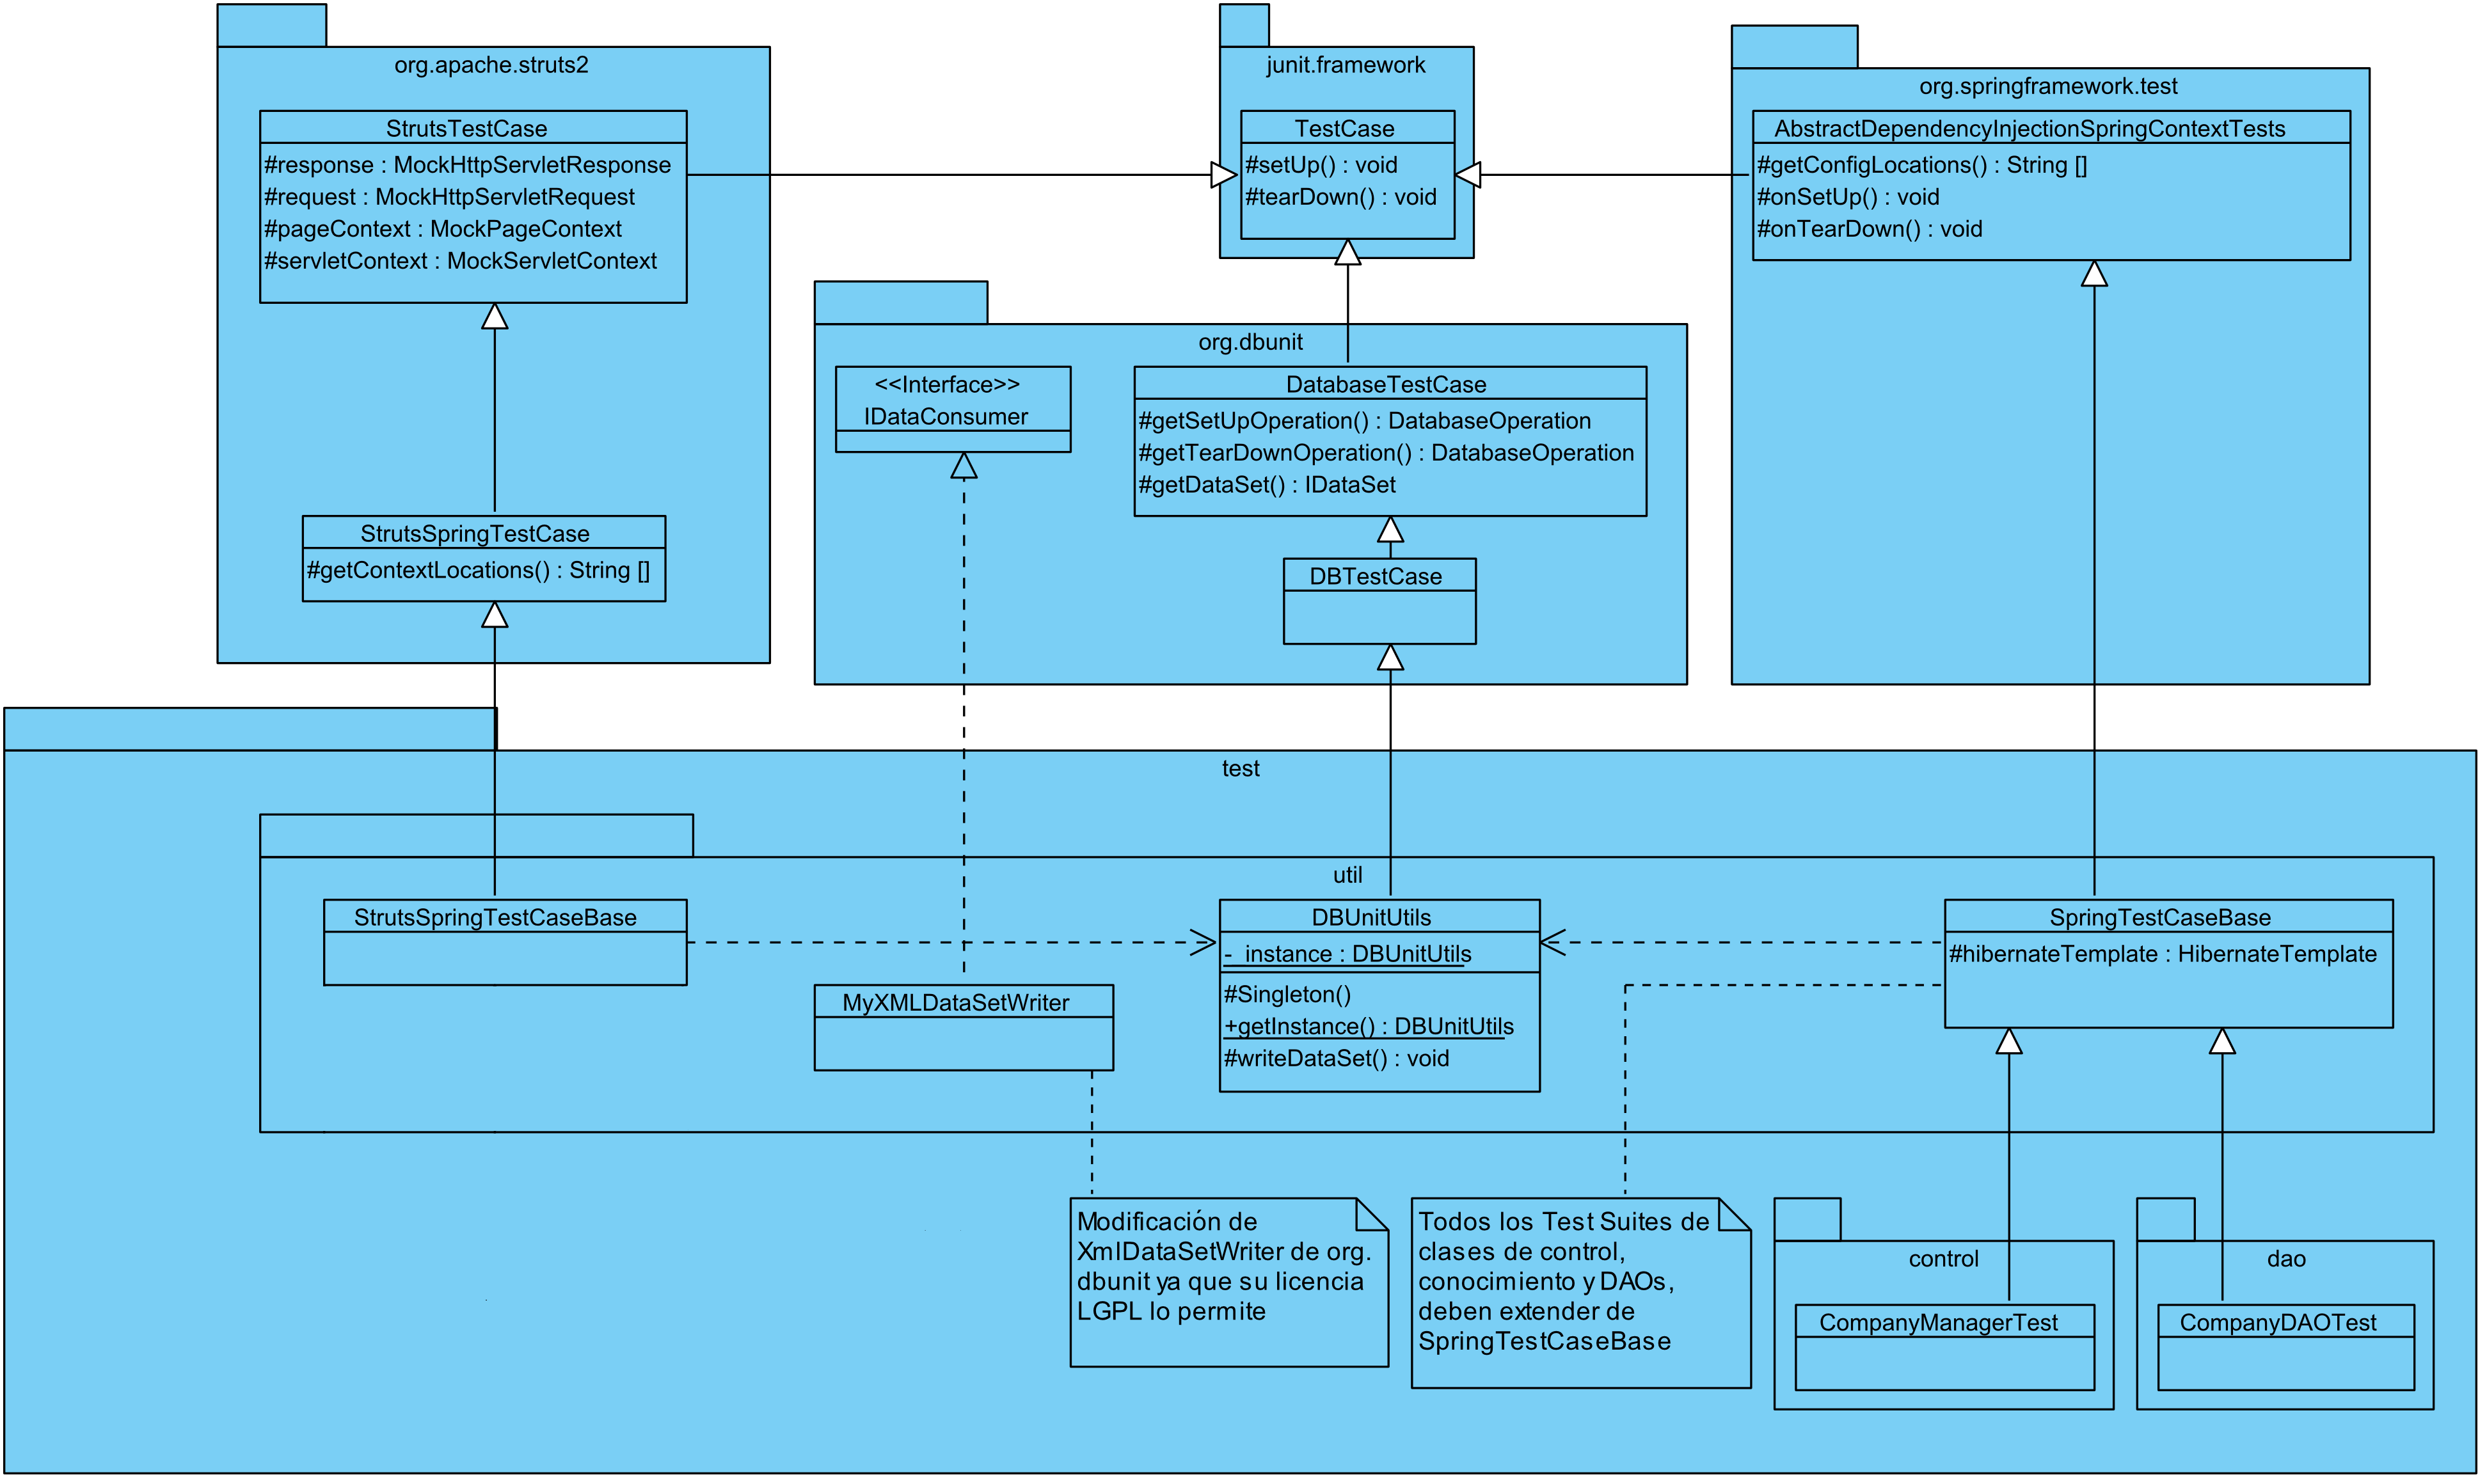 org.apache.struts2
StrutsTestCase
#response : MockHttpServletResponse
#request : MockHttpServletRequest
#pageContext : MockPageContext
#servletContext : MockServletContext
StrutsSpringTestCase
#getContextLocations() : String []
junit.framework
TestCase
#setUp() : void
#tearDown() : void
org.springframework.test
AbstractDependencyInjectionSpringContextTests
#getConfigLocations() : String []
#onSetUp() : void
#onTearDown() : void
org.dbunit
<<Interface>>
IDataConsumer
DatabaseTestCase
#getSetUpOperation() : DatabaseOperation
#getTearDownOperation() : DatabaseOperation
#getDataSet() : IDataSet
DBTestCase
test
util
StrutsSpringTestCaseBase
MyXMLDataSetWriter
DBUnitUtils
-_instance : DBUnitUtils
#Singleton()
+getInstance() : DBUnitUtils
#writeDataSet() : void
SpringTestCaseBase
#hibernateTemplate : HibernateTemplate
Modificación de
XmlDataSetWriter de org.
dbunit ya que su licencia
LGPL lo permite
Todos los Test Suites de
clases de control,
conocimiento y DAOs,
deben extender de
SpringTestCaseBase
control
CompanyManagerTest
dao
CompanyDAOTest